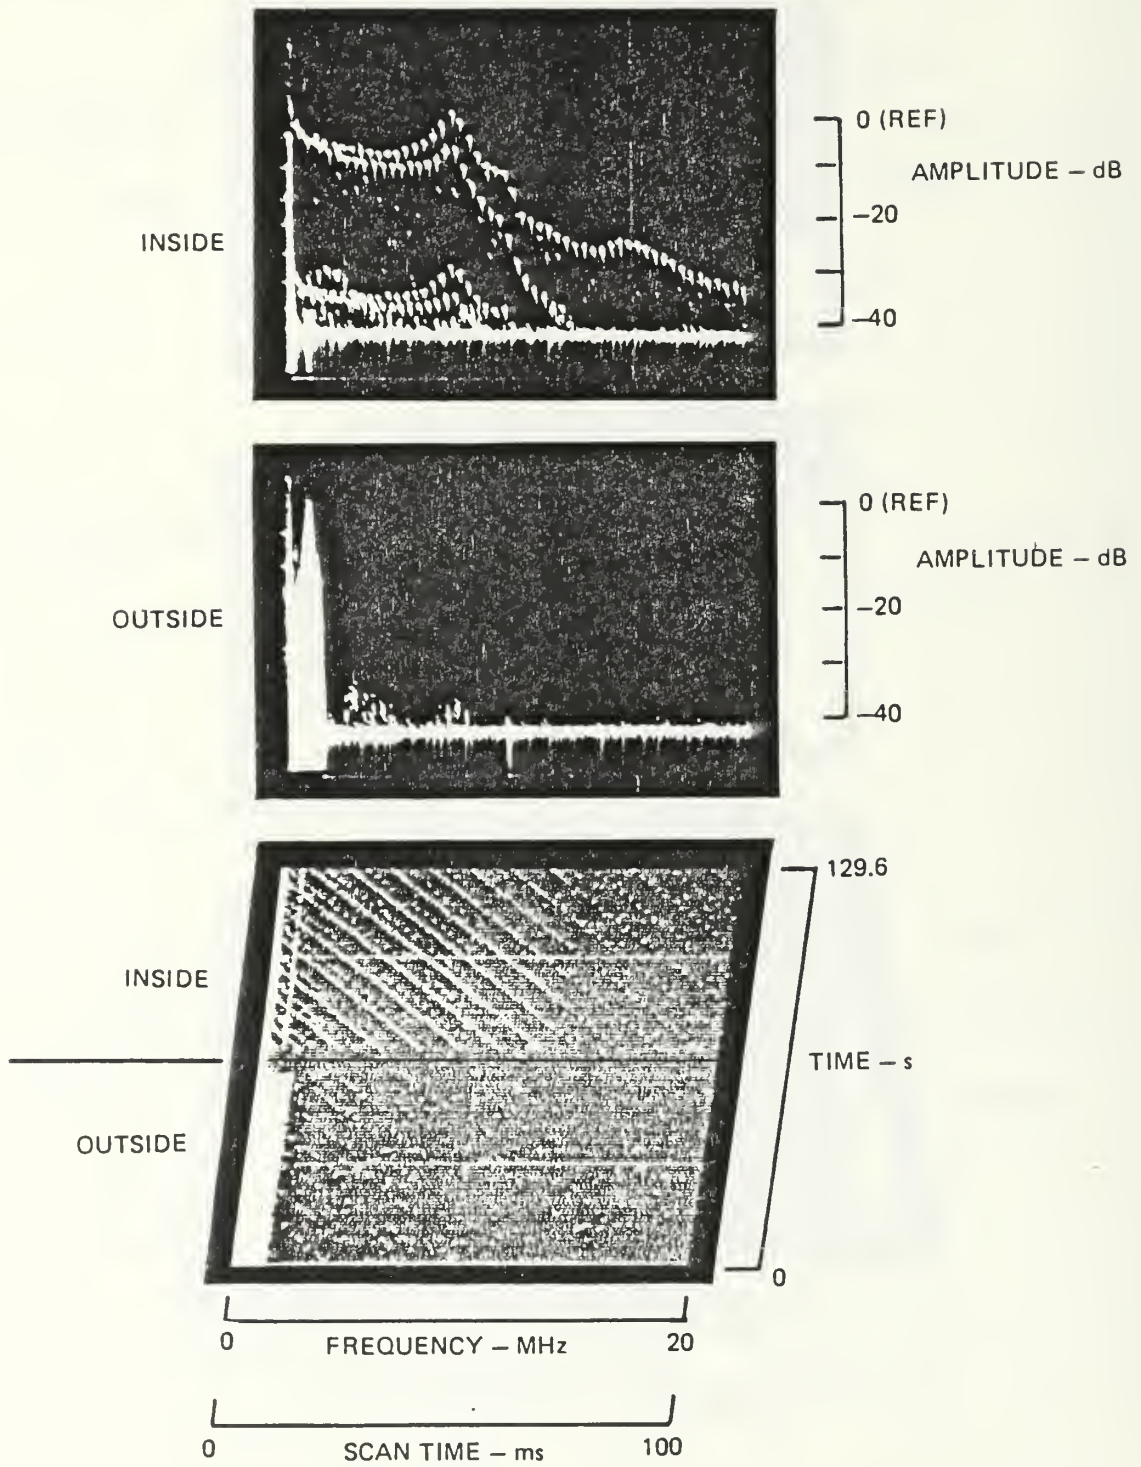 0 (REF)
AMPLITUDE – dB
–20
–40
INSIDE
0 (REF)
AMPLITUDE – dB
–20
–40
OUTSIDE
129.6
INSIDE
TIME – s
OUTSIDE
0
0 FREQUENCY – MHz 20
0 SCAN TIME – ms 100